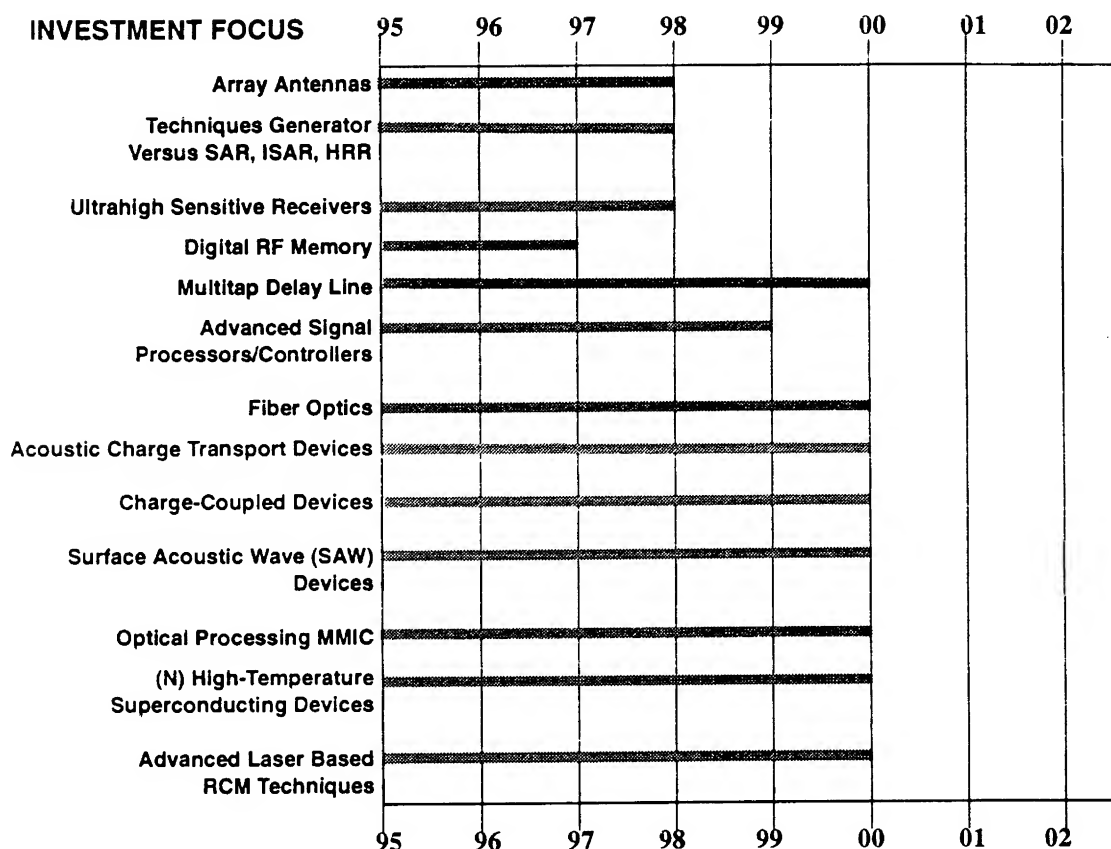 INVESTMENT FOCUS
95 96 97 98 99 00 01 02
Array Antennas
Techniques Generator
Versus SAR, ISAR, HRR
Ultrahigh Sensitive Receivers
Digital RF Memory
Multitap Delay Line
Advanced Signal
Processors/Controllers
Fiber Optics
Acoustic Charge Transport Devices
Charge-Coupled Devices
Surface Acoustic Wave (SAW)
Devices
Optical Processing MMIC
(N) High-Temperature
Superconducting Devices
Advanced Laser Based
RCM Techniques
95 96 97 98 99 00 01 02